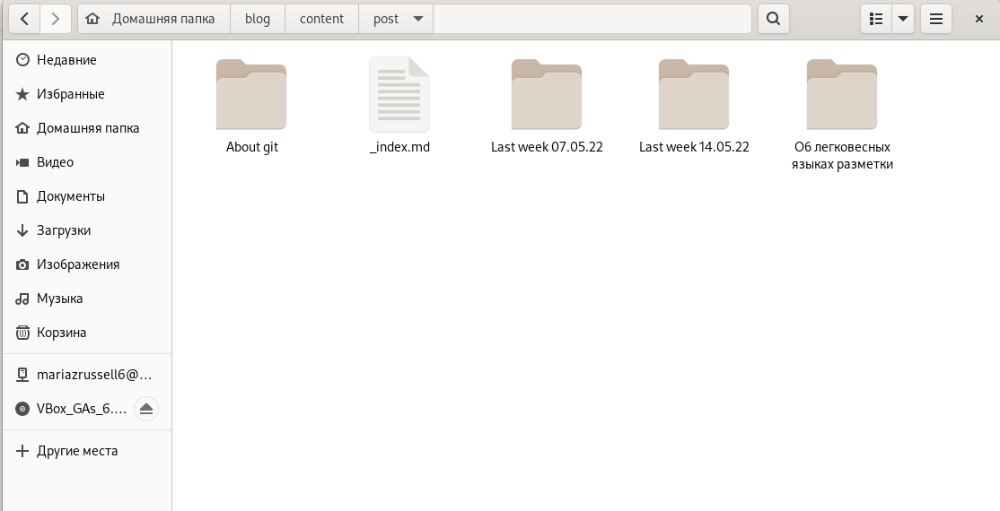 Домашняя папка
blog
content
post
Недавние
Избранные
Домашняя папка
Видео
Документы
Загрузки
Изображения
Музыка
Корзина
mariazrussell6@...
VBox_GAs_6....
Другие места
About git
_index.md
Last week 07.05.22
Last week 14.05.22
Об легковесных
языках разметки